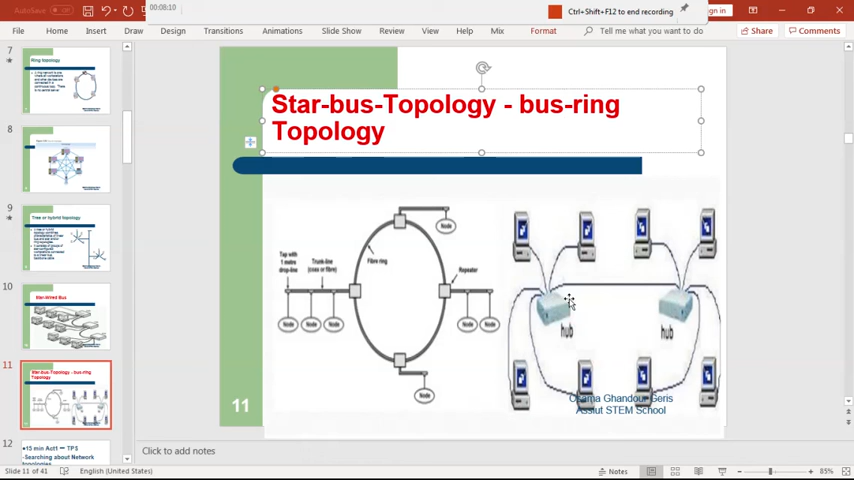 AutoSave
00:08:10
Ctrl+Shift+F12 to end recording
File Home Insert Draw Design Transitions Animations Slide Show Review View Help Mix Format Tell me what you want to do Share Comments
7
Ring topology
8
9
Tree or hybrid topology
10
Star-Wired Bus
11
Star-bus-Topology - bus-ring
Topology
12
●15 min Act1 ─ TPS
-Searching about Network
topologies
Star-bus-Topology - bus-ring
Topology
Node
Tap with
1 metre
drop-line
Trunk-line
(coax or fibre)
Fibre ring
Repeater
Node Node Node
Node Node
Node
hub
hub
Osama Ghandour Geris
Assiut STEM School
11
Click to add notes
Slide 11 of 41 English (United States) Notes 85%